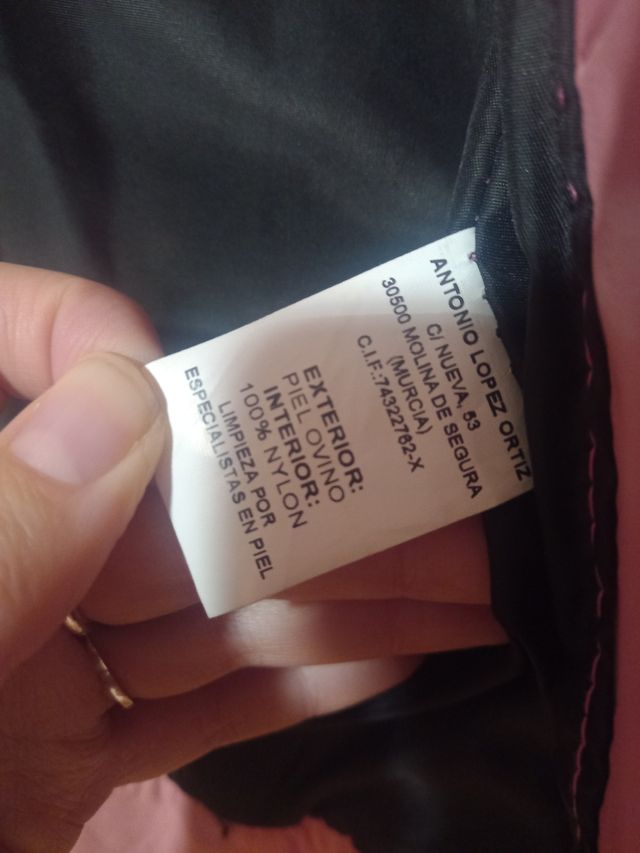 ANTONIO LOPEZ ORTIZ
C/ NUEVA, 53
30500 MOLINA DE SEGURA
(MURCIA)
C.I.F.:74322762-X
EXTERIOR:
PIEL OVINO
INTERIOR:
100% NYLON
LIMPIEZA POR
ESPECIALISTAS EN PIEL